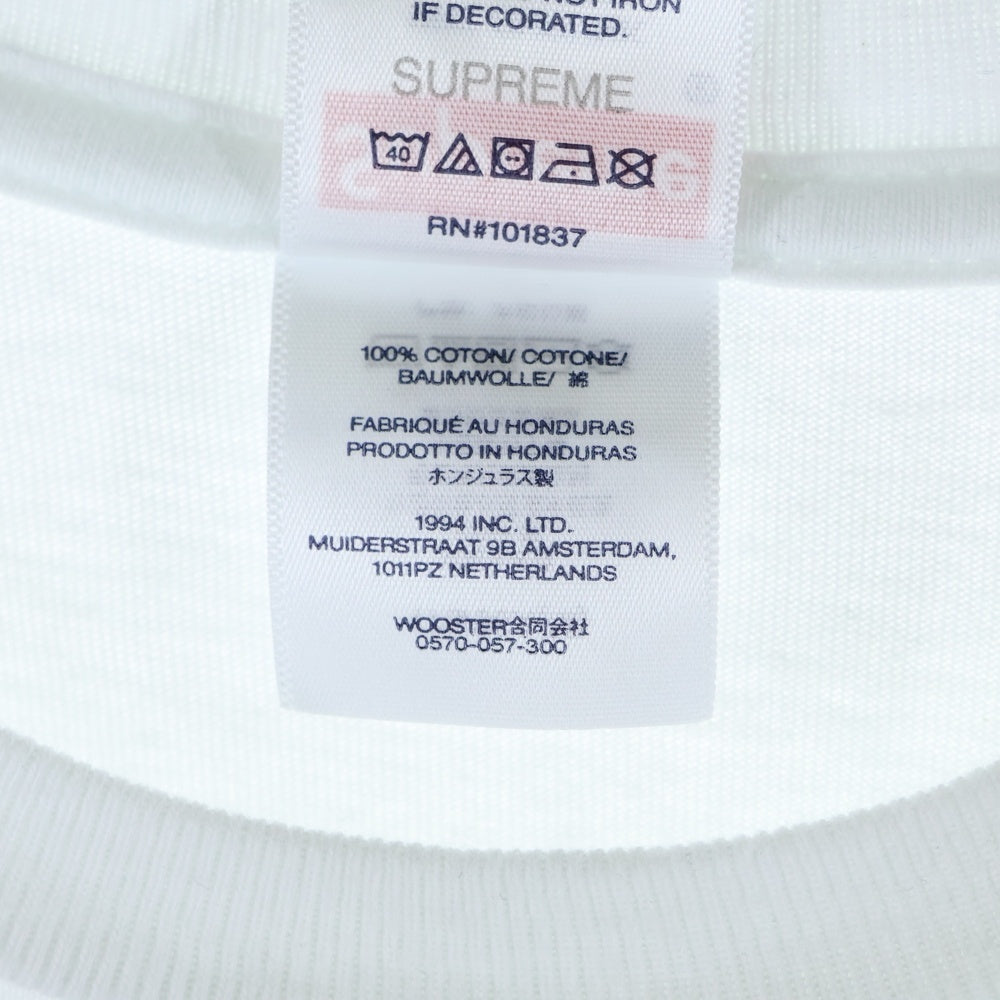 NOT IRON
IF DECORATED.
SUPREME
40
RN#101837
100% COTON/ COTONE/
BAUMWOLLE/ 綿
FABRIQUÉ AU HONDURAS
PRODOTTO IN HONDURAS
ホンジュラス製
1994 INC. LTD.
MUIDERSTRAAT 9B AMSTERDAM,
1011PZ NETHERLANDS
WOOSTER合同会社
0570-057-300